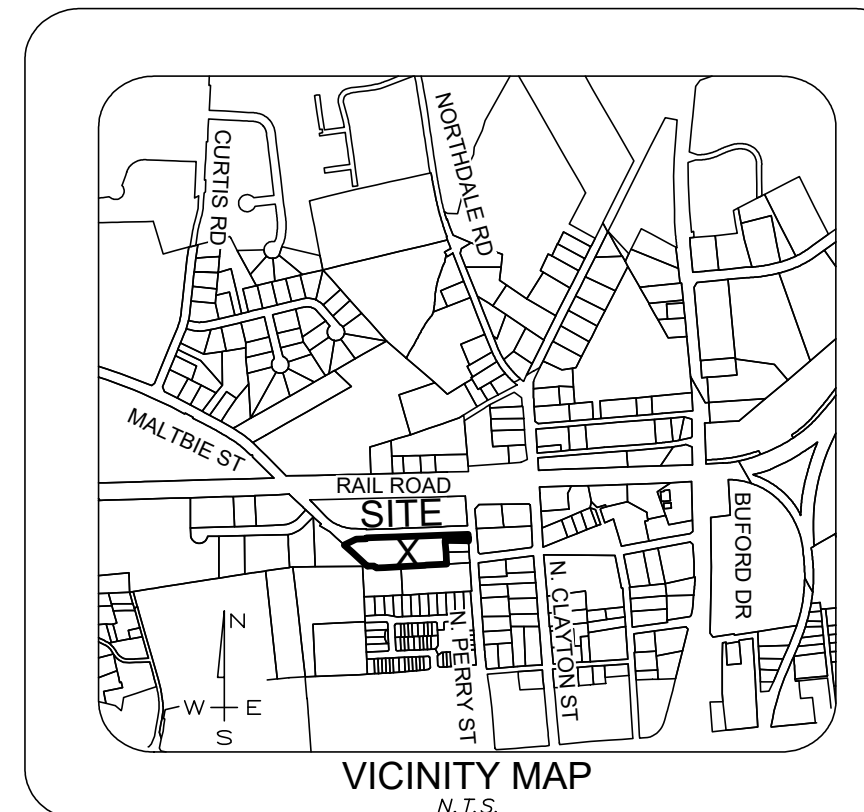 CURTIS RD
NORTHDALE RD
MALTBIE ST
RAIL ROAD
SITE
X
BUFORD DR
N. CLAYTON ST
N. PERRY ST
N
W E
S
VICINITY MAP
N.T.S.